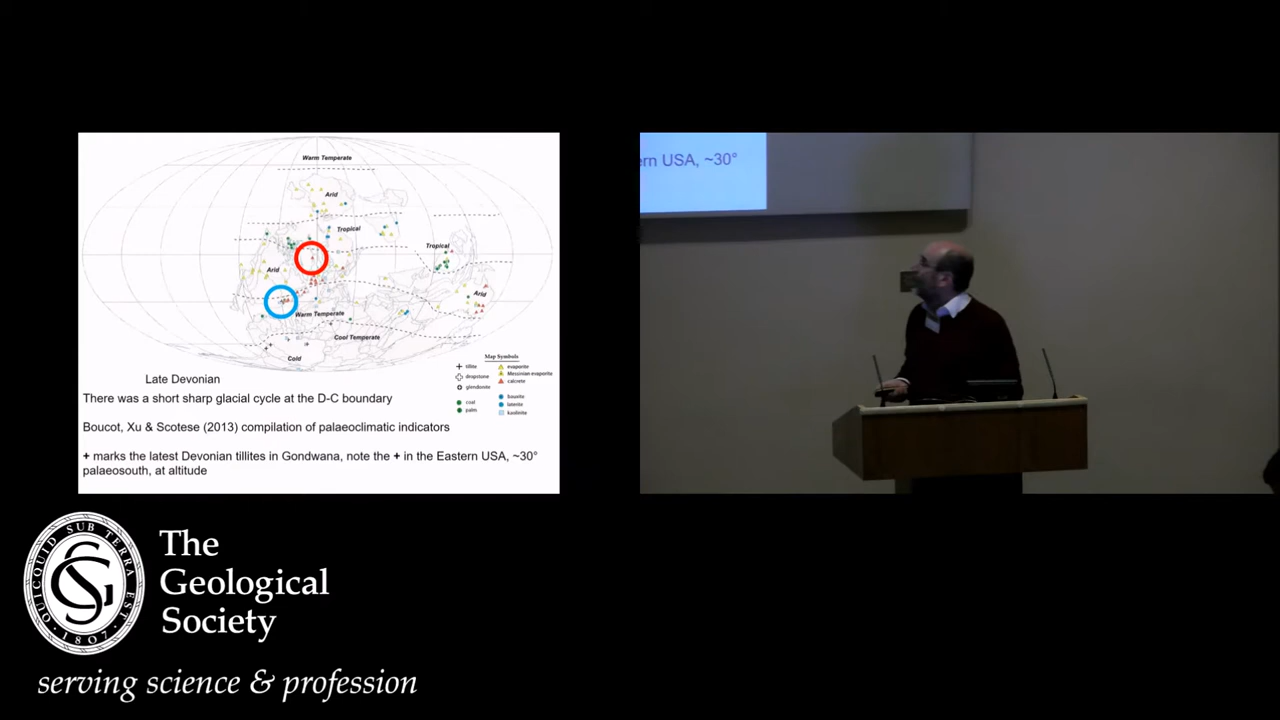 Warm Temperate
Arid
Tropical
Tropical
Arid
Arid
Warm Temperate
Cool Temperate
Cold
Map Symbols
tillite
dropstone
glendonite
coal
palm
evaporite
Messinian evaporite
calcrete
bauxite
laterite
kaolinite
Late Devonian
There was a short sharp glacial cycle at the D-C boundary
Boucot, Xu & Scotese (2013) compilation of palaeoclimatic indicators
+ marks the latest Devonian tillites in Gondwana, note the + in the Eastern USA, ~30°
palaeosouth, at altitude
ern USA, ~30°
QUICQUID SUB TERRA EST
1807
GS
The
Geological
Society
serving science & profession